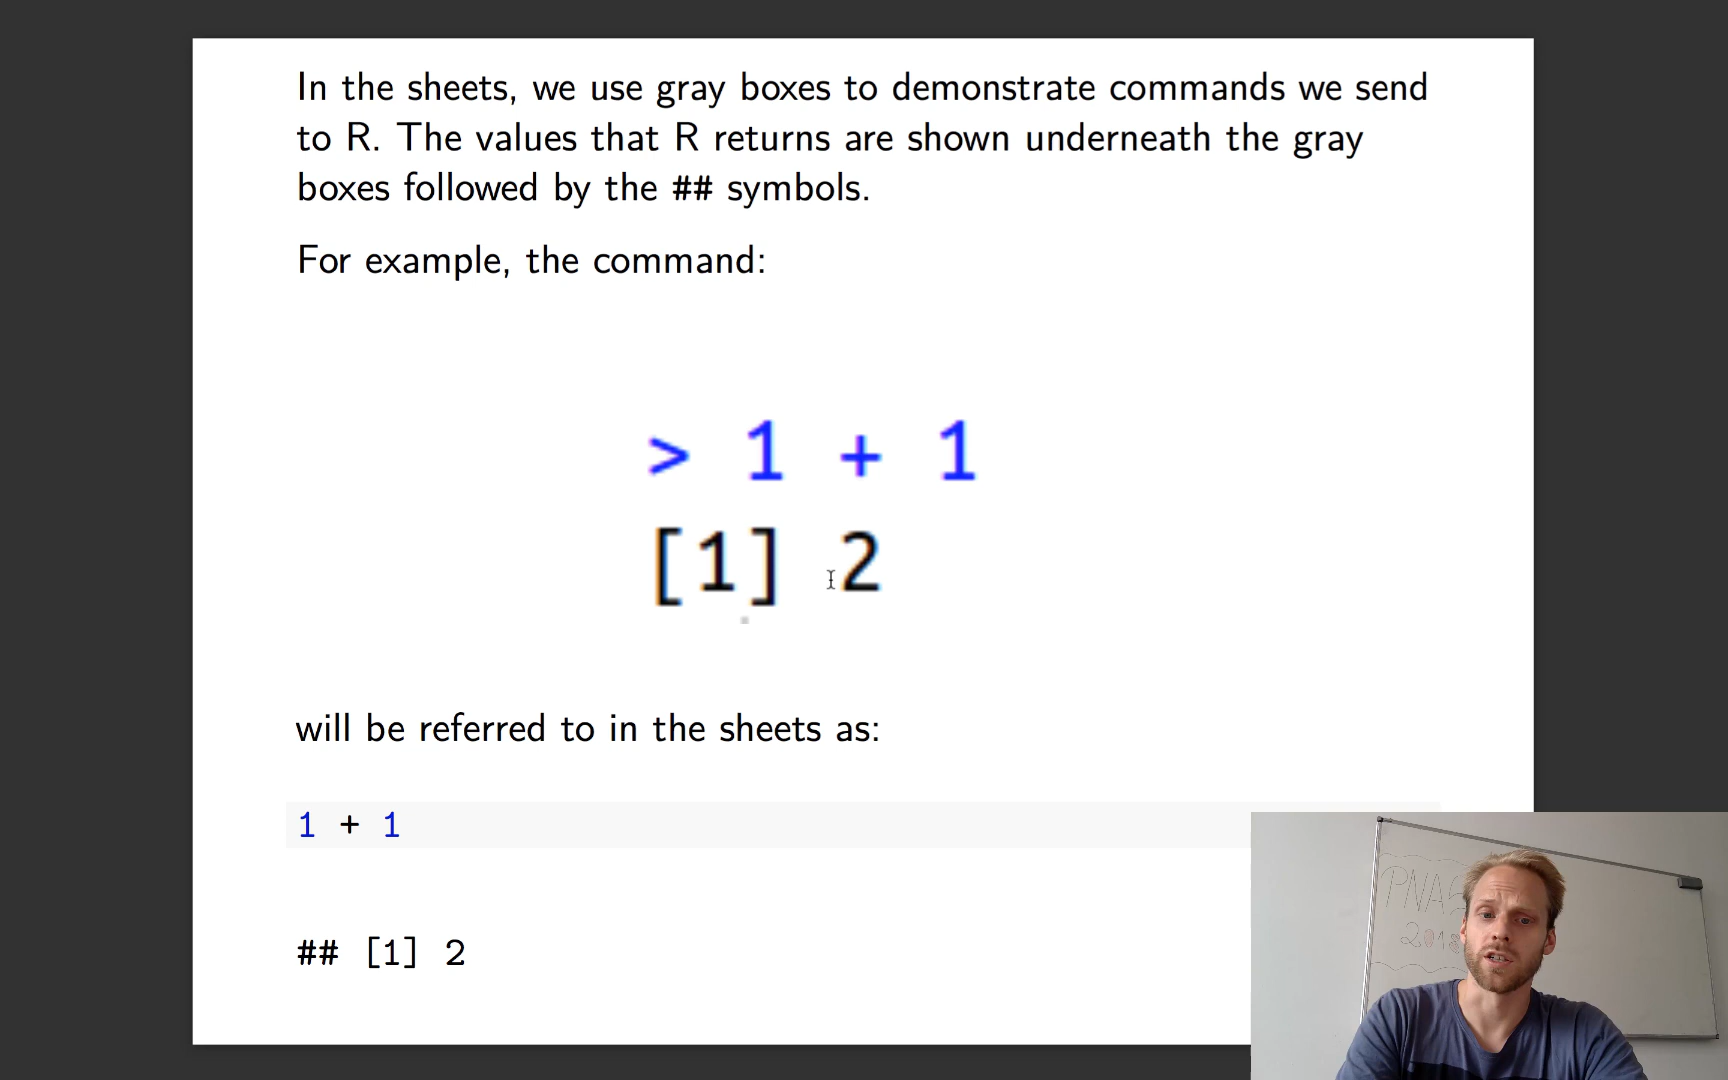 In the sheets, we use gray boxes to demonstrate commands we send
to R. The values that R returns are shown underneath the gray
boxes followed by the ## symbols.
For example, the command:
> 1 + 1
[1] 2
will be referred to in the sheets as:
1 + 1
## [1] 2
PNAS
2018